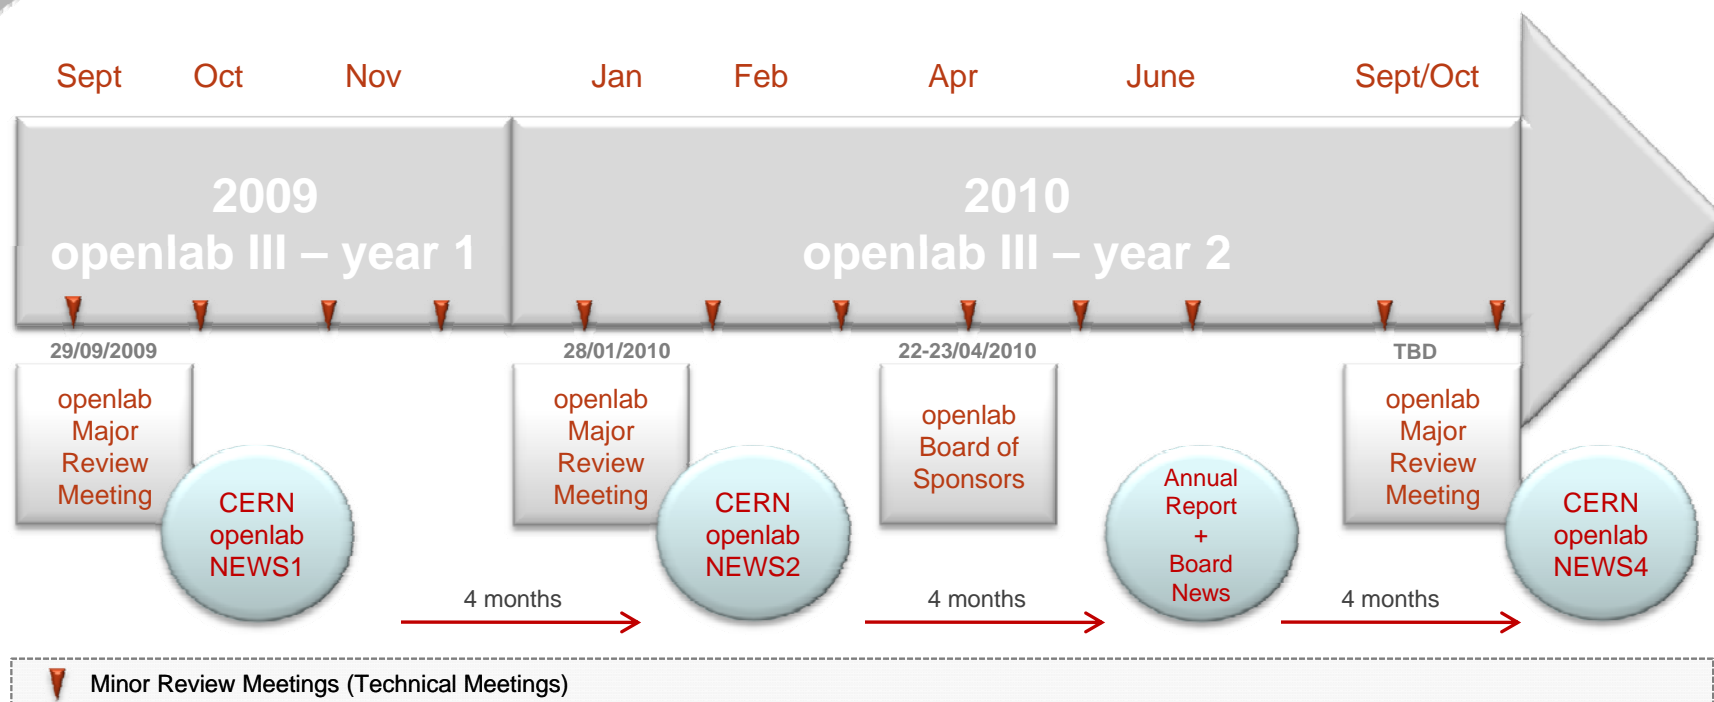 Sept Oct Nov Jan Feb Apr June Sept/Oct
2009
openlab III – year 1
2010
openlab III – year 2
29/09/2009
28/01/2010
22-23/04/2010
TBD
openlab
Major
Review
Meeting
CERN
openlab
NEWS1
4 months
openlab
Major
Review
Meeting
CERN
openlab
NEWS2
openlab
Board of
Sponsors
4 months
Annual
Report
+
Board
News
4 months
openlab
Major
Review
Meeting
CERN
openlab
NEWS4
Minor Review Meetings (Technical Meetings)